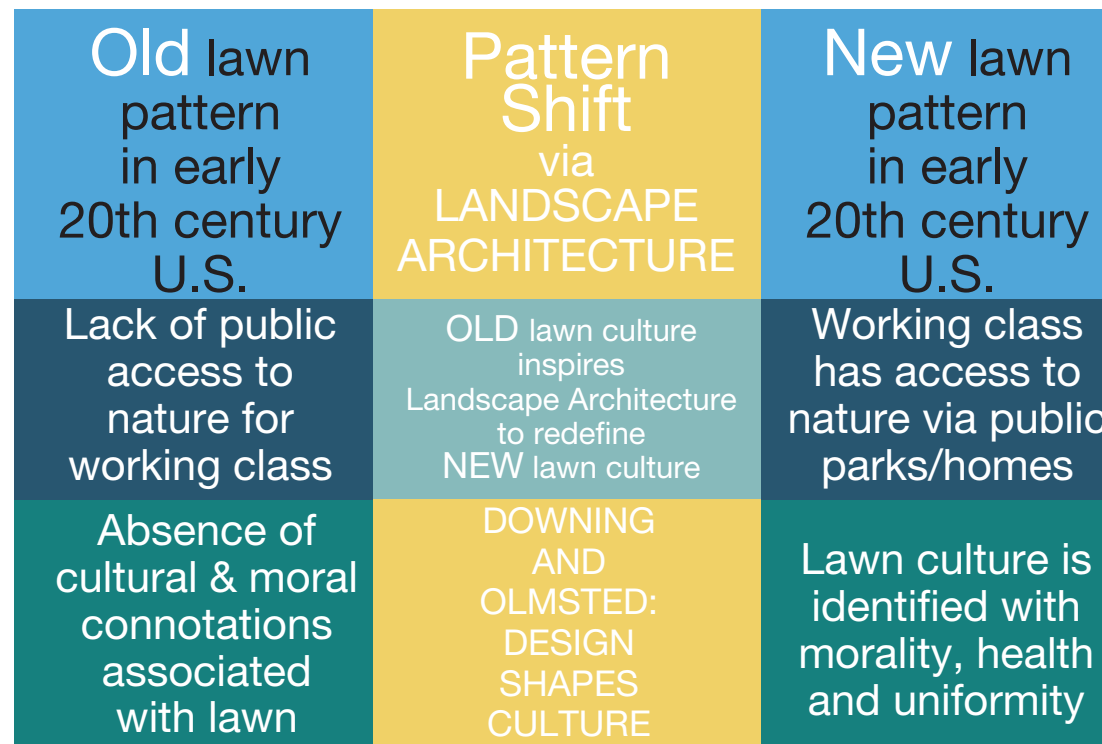 Old lawn
pattern
in early
20th century
U.S.
Pattern
Shift
via
LANDSCAPE
ARCHITECTURE
New lawn
pattern
in early
20th century
U.S.
Lack of public
access to
nature for
working class
OLD lawn culture
inspires
Landscape Architecture
to redefine
NEW lawn culture
Working class
has access to
nature via public
parks/homes
Absence of
cultural & moral
connotations
associated
with lawn
DOWNING
AND
OLMSTED:
DESIGN
SHAPES
CULTURE
Lawn culture is
identified with
morality, health
and uniformity